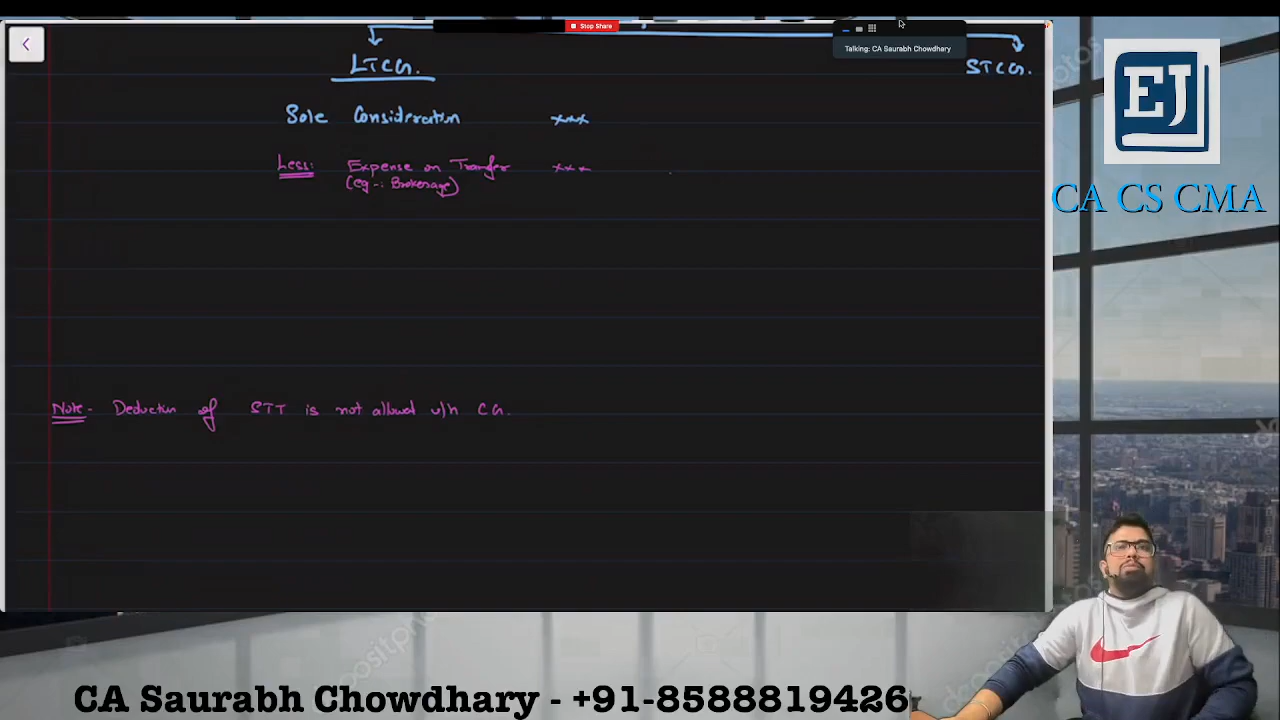 Stop Share
Talking: CA Saurabh Chowdhary
LTCG.
STCG.
Sale Consideration xxx
Less: Expense on Transfer xxx
(eg-: Brokerage)
Note- Deduction of STT is not allowed u/h CG.
EJ
CA CS CMA
CA Saurabh Chowdhary - +91-8588819426